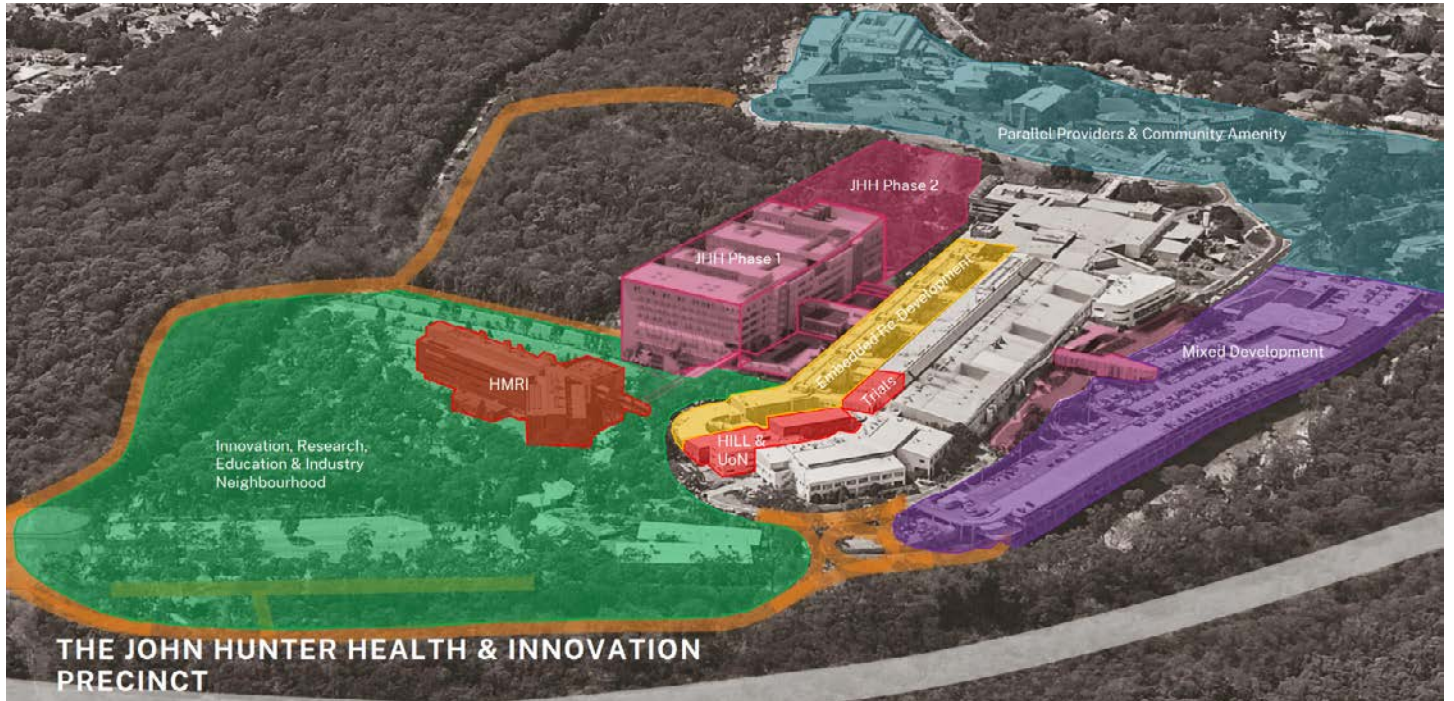 Parallel Providers & Community Amenity
JHH Phase 2
JHH Phase 1
Embedded Re-Development
Mixed Development
HMRI
Trials
HILL &
UoN
Innovation, Research,
Education & Industry
Neighbourhood
THE JOHN HUNTER HEALTH & INNOVATION
PRECINCT